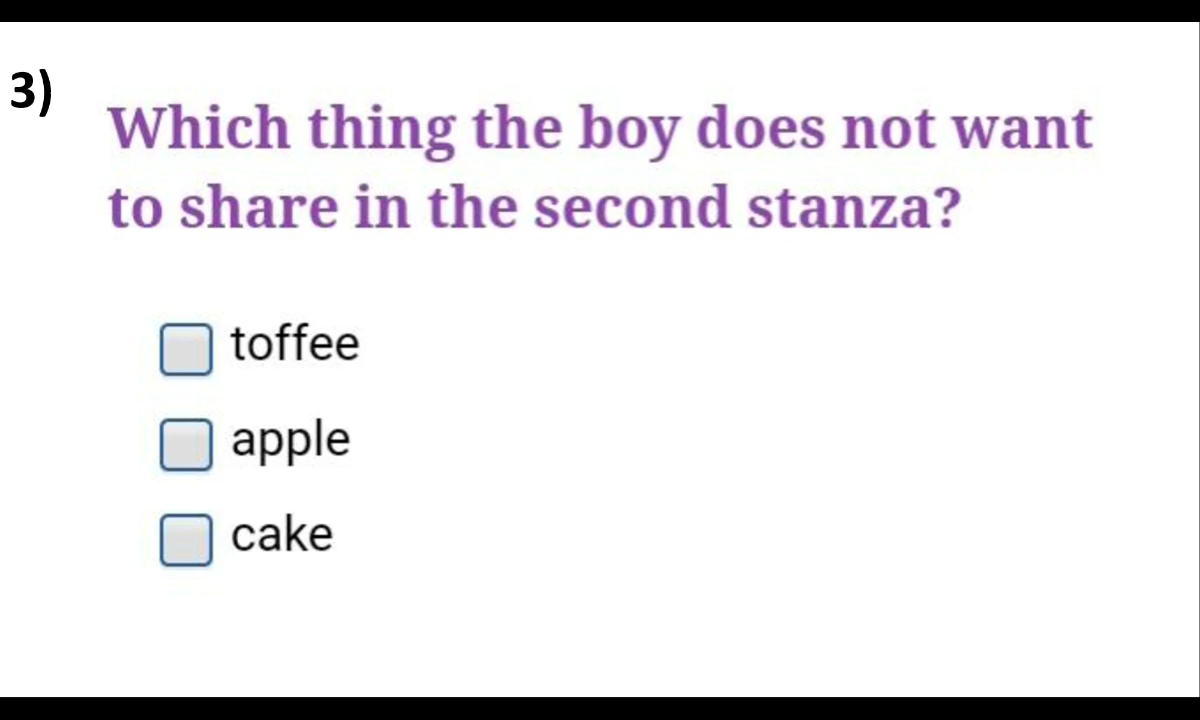 3)
Which thing the boy does not want
to share in the second stanza?
toffee
apple
cake